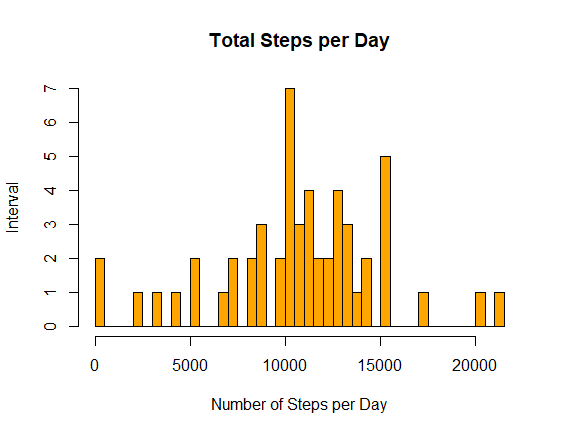 Total Steps per Day
Interval
7
6
5
4
3
2
1
0
0 5000 10000 15000 20000
Number of Steps per Day